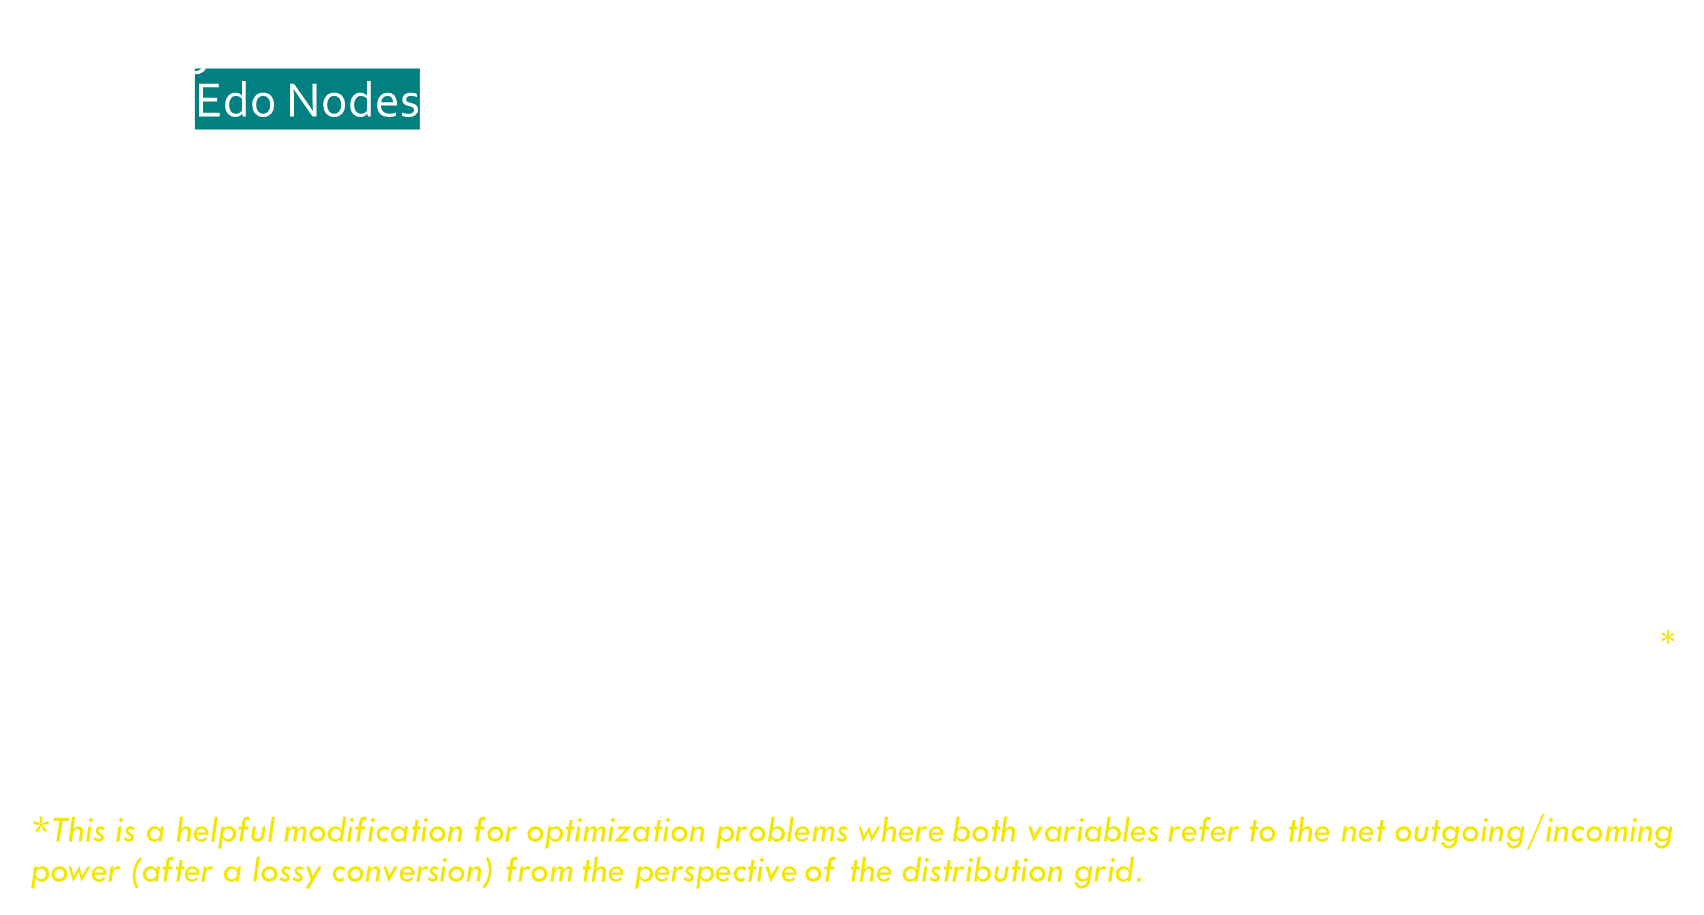 Edo Nodes
*
*This is a helpful modification for optimization problems where both variables refer to the net outgoing/incoming
power (after a lossy conversion) from the perspective of the distribution grid.